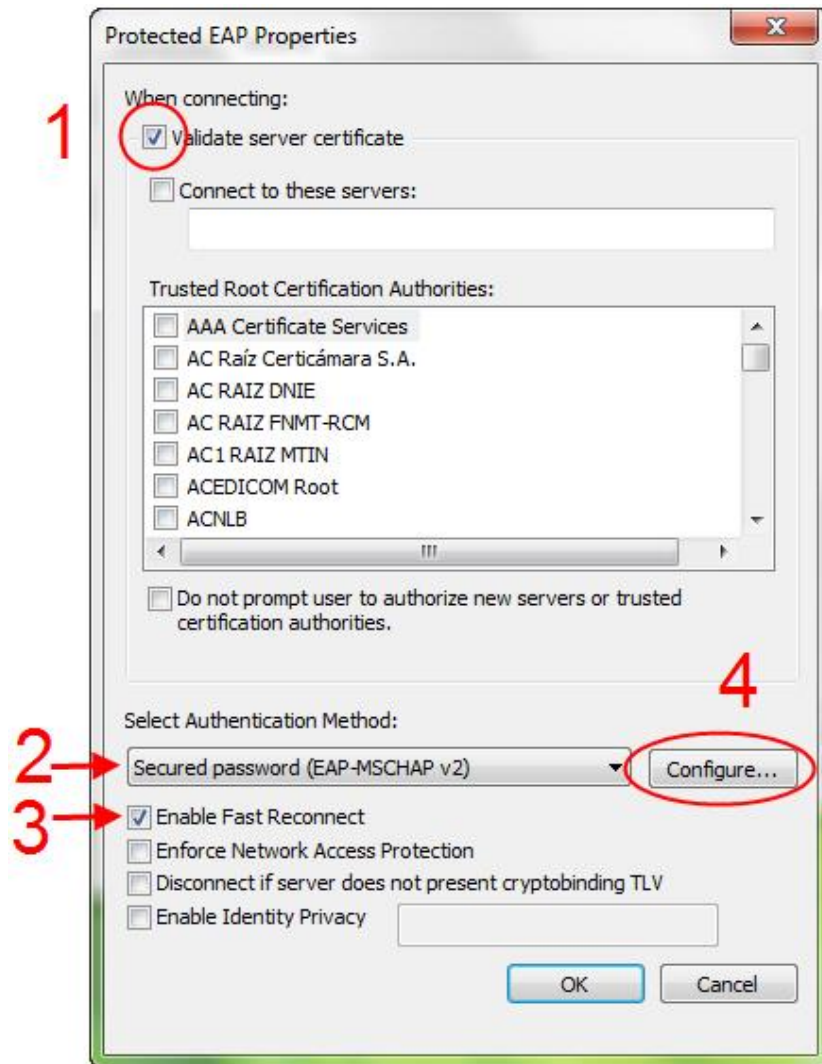 Protected EAP Properties
When connecting:
1
Validate server certificate
Connect to these servers:
Trusted Root Certification Authorities:
AAA Certificate Services
AC Raíz Certicámara S.A.
AC RAIZ DNIE
AC RAIZ FNMT-RCM
AC1 RAIZ MTIN
ACEDICOM Root
ACNLB
Do not prompt user to authorize new servers or trusted
certification authorities.
4
Select Authentication Method:
2
Secured password (EAP-MSCHAP v2)
Configure...
3
Enable Fast Reconnect
Enforce Network Access Protection
Disconnect if server does not present cryptobinding TLV
Enable Identity Privacy
OK
Cancel